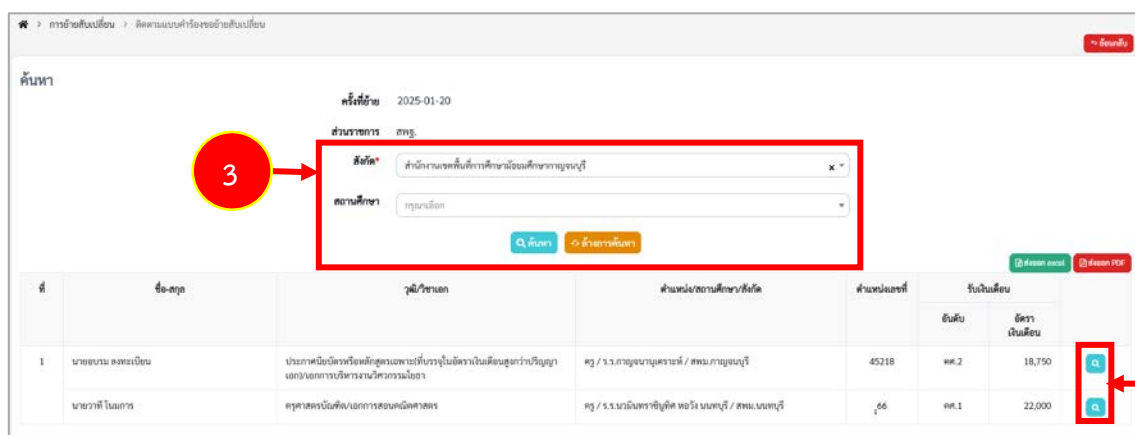 > การย้ายสับเปลี่ยน > ติดตามแบบคำร้องขอย้ายสับเปลี่ยน
ย้อนกลับ
ค้นหา
ครั้งที่ย้าย 2025-01-20
ส่วนราชการ สพฐ.
สังกัด* สำนักงานเขตพื้นที่การศึกษามัธยมศึกษากาญจนบุรี × 
3
สถานศึกษา กรุณาเลือก
ค้นหา ล้างการค้นหา
ส่งออก excel ส่งออก PDF
ที่ ชื่อ-สกุล วุฒิ/วิชาเอก ตำแหน่ง/สถานศึกษา/สังกัด ตำแหน่งเลขที่ รับเงินเดือน
อันดับ อัตรา
เงินเดือน
1 นายอบรม ลงทะเบียน ประกาศนียบัตรหรือหลักสูตรเฉพาะ(ที่บรรจุในอัตราเงินเดือนสูงกว่าปริญญา ครู / ร.ร.กาญจนานุเคราะห์ / สพม.กาญจนบุรี 45218 คศ.2 18,750
เอก)/เอกการบริหารงานวิศวกรรมโยธา
นายวาที โนมการ ครุศาสตรบัณฑิต/เอกการสอนคณิตศาสตร์ ครู / ร.ร.นวมินทราชินูทิศ หอวัง นนทบุรี / สพม.นนทบุรี 66 คศ.1 22,000